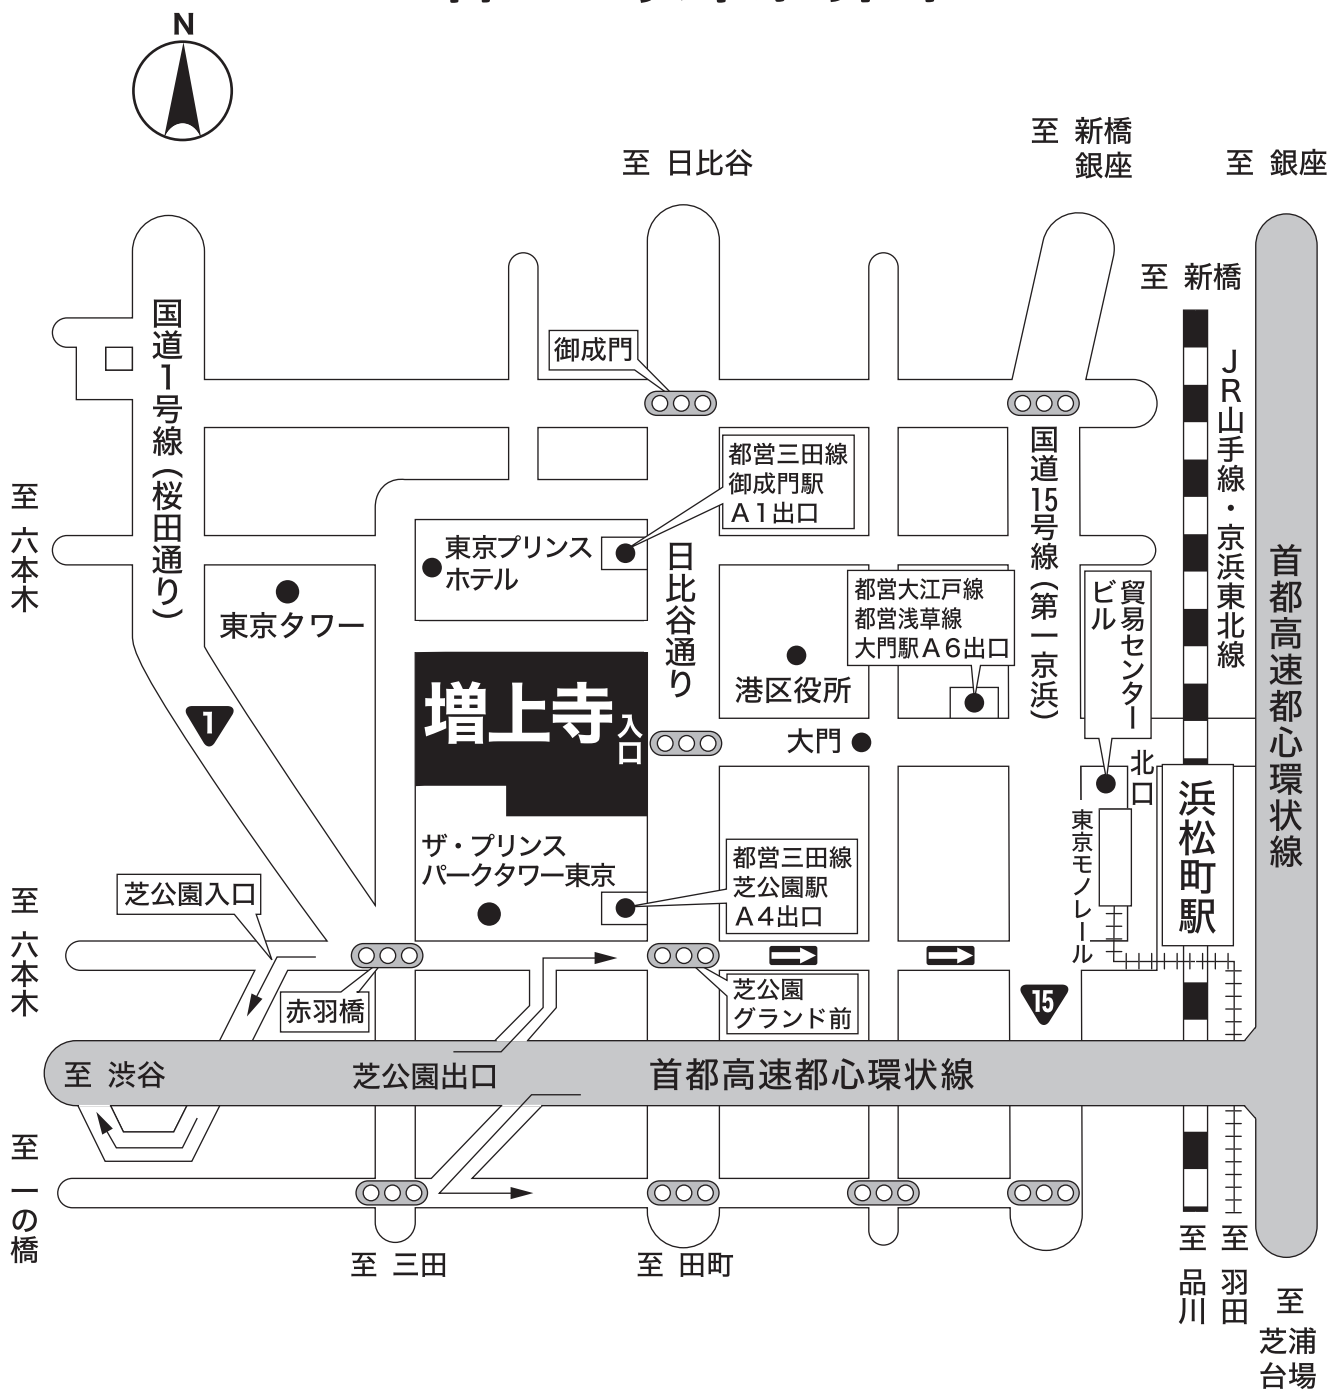 N
至 日比谷
至 新橋
銀座
至 銀座
至 新橋
国道1号線(桜田通り)
御成門
JR山手線・京浜東北線
都営三田線
御成門駅
A1出口
国道15号線(第一京浜)
至 六本木
東京プリンス
ホテル
日比谷通り
首都高速都心環状線
東京タワー
都営大江戸線
都営浅草線
大門駅A6出口
貿易センター
ビル
港区役所
増上寺
入口
1
大門
北口
浜松町駅
東京モノレール
ザ・プリンス
パークタワー東京
都営三田線
芝公園駅
A4出口
至 六本木
芝公園入口
赤羽橋
芝公園
グランド前
15
至 渋谷
芝公園出口
首都高速都心環状線
至 一の橋
至 三田
至 田町
至 品川
至 羽田
至
芝浦
台場